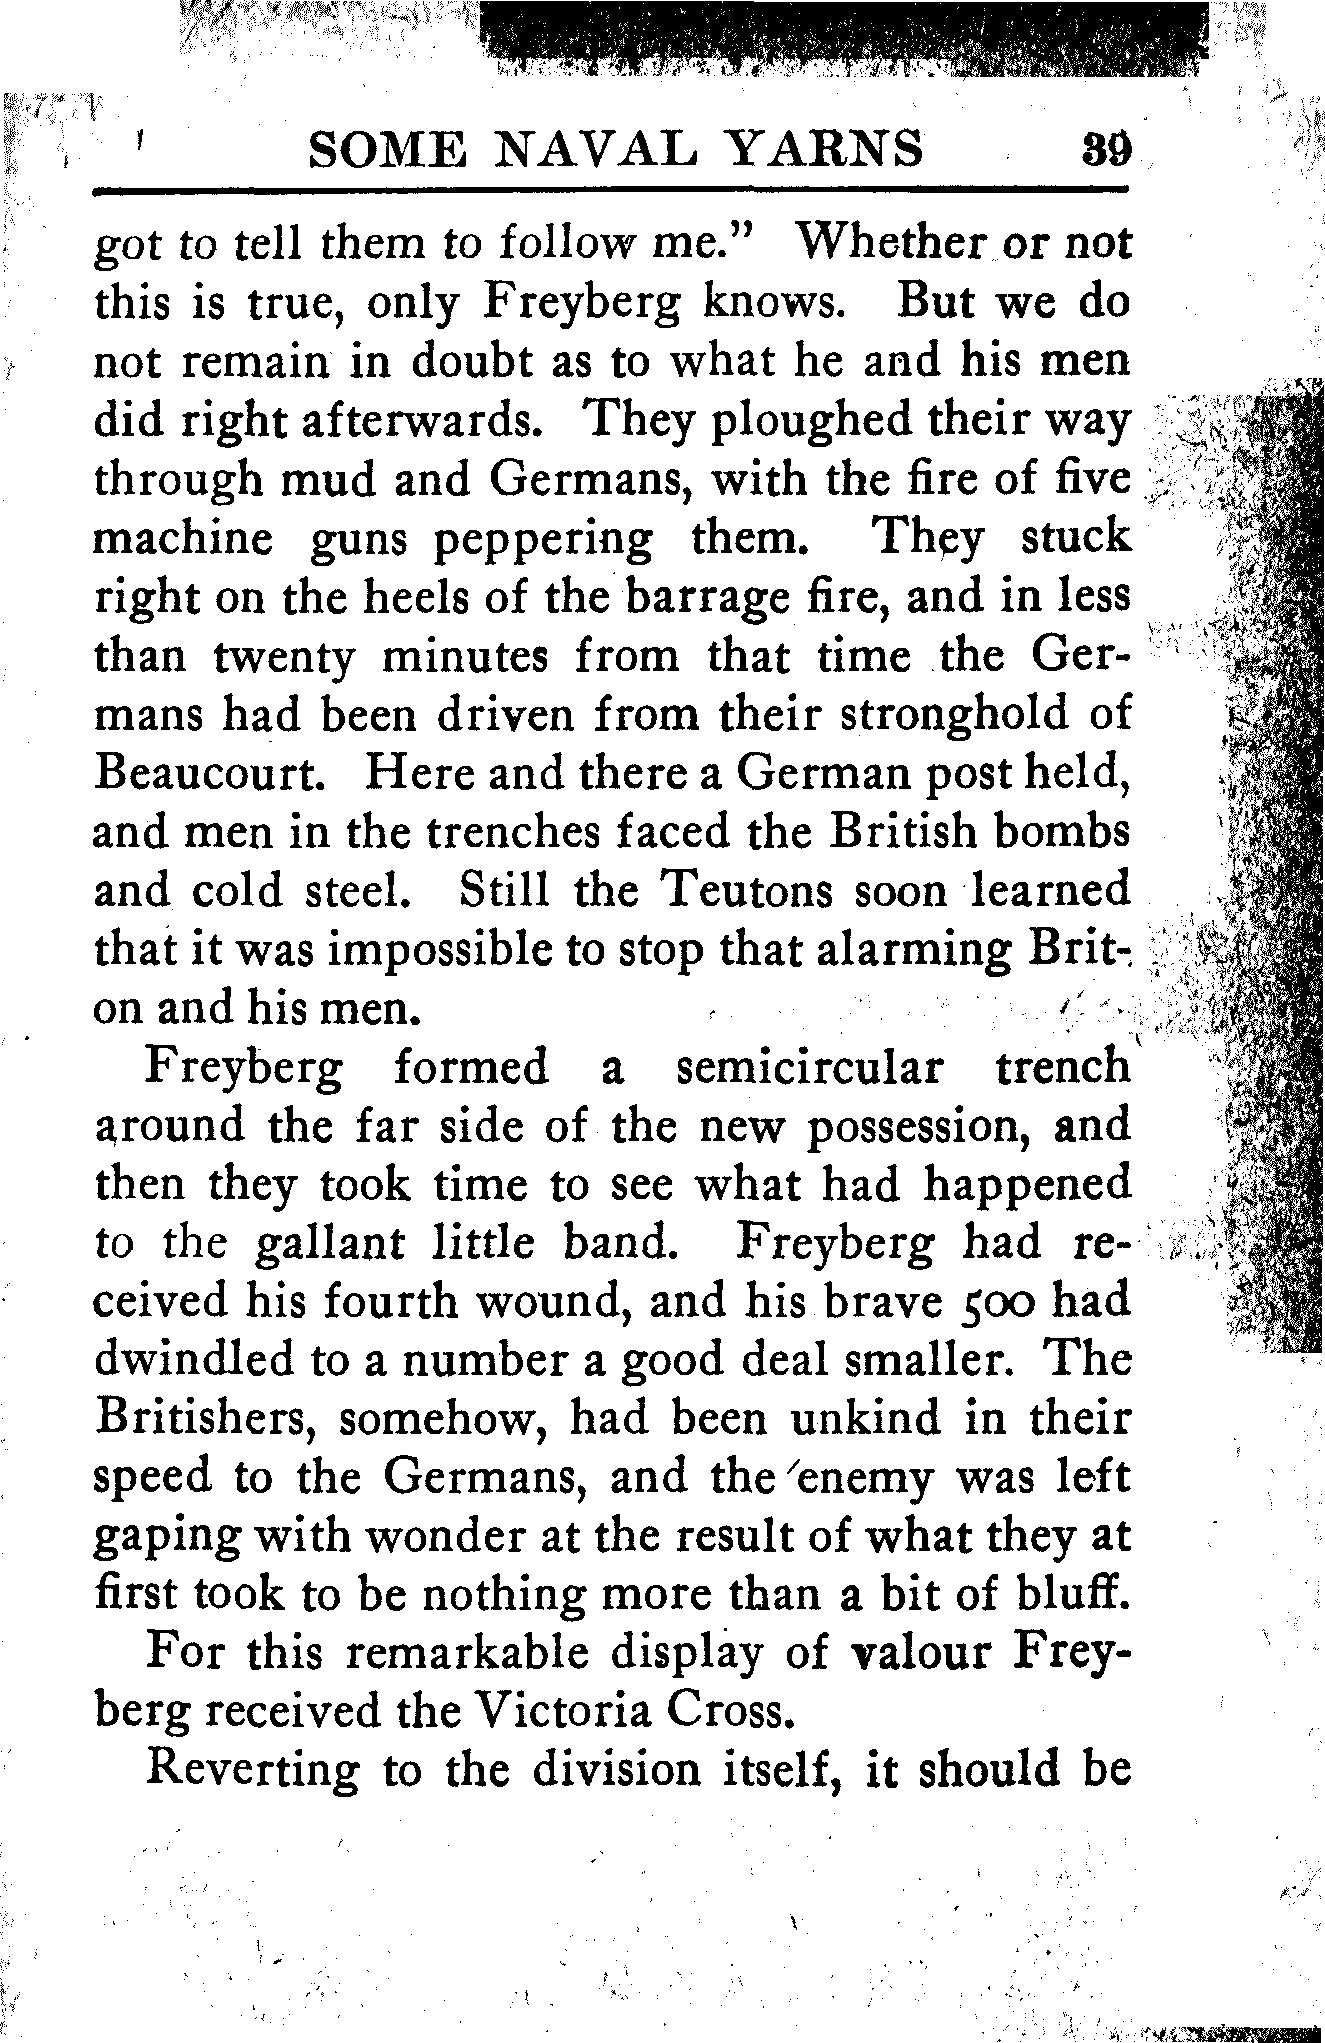 SOME NAVAL YARNS 39
got to tell them to follow me." Whether or not
this is true, only Freyberg knows. But we do
not remain in doubt as to what he and his men
did right afterwards. They ploughed their way
through mud and Germans, with the fire of five
machine guns peppering them. They stuck
right on the heels of the barrage fire, and in less
than twenty minutes from that time the Ger-
mans had been driven from their stronghold of
Beaucourt. Here and there a German post held,
and men in the trenches faced the British bombs
and cold steel. Still the Teutons soon learned
that it was impossible to stop that alarming Brit-
on and his men.
Freyberg formed a semicircular trench
around the far side of the new possession, and
then they took time to see what had happened
to the gallant little band. Freyberg had re-
ceived his fourth wound, and his brave 500 had
dwindled to a number a good deal smaller. The
Britishers, somehow, had been unkind in their
speed to the Germans, and the enemy was left
gaping with wonder at the result of what they at
first took to be nothing more than a bit of bluff.
For this remarkable display of valour Frey-
berg received the Victoria Cross.
Reverting to the division itself, it should be